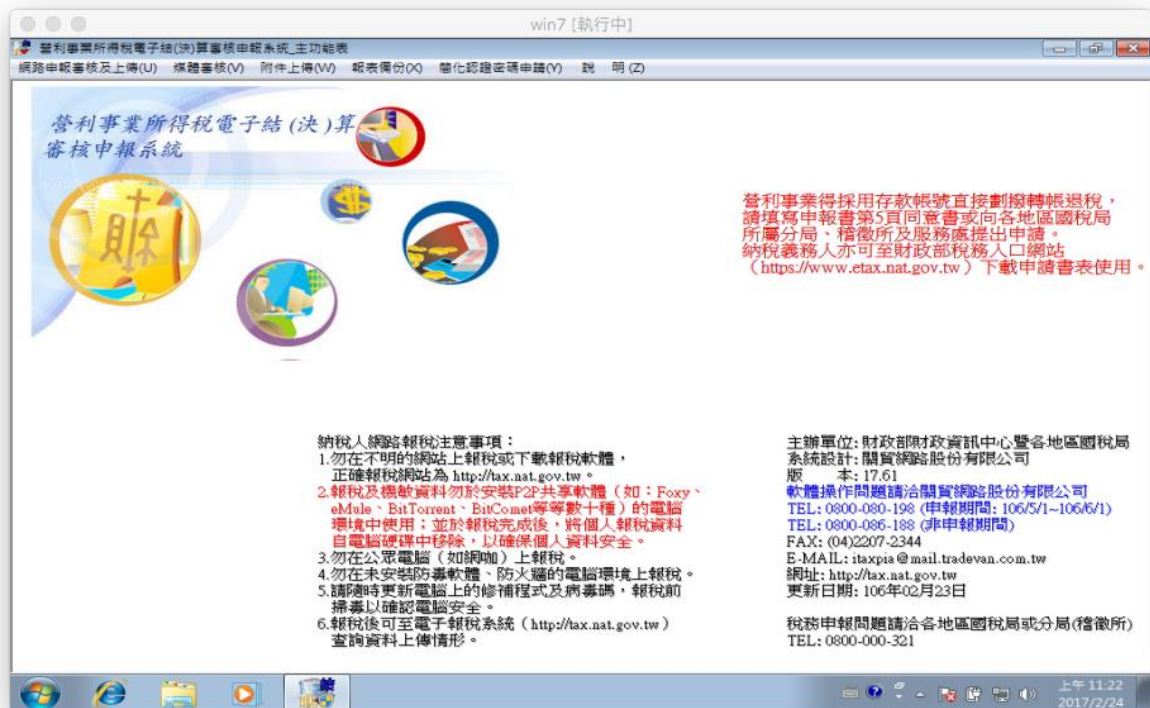 win7 [執行中]
營利事業所得稅電子結(決)算審核申報系統_主功能表
網路申報審核及上傳(U) 媒體審核(V) 附件上傳(W) 報表備份(X) 簡化認證密碼申請(Y) 說 明(Z)
營利事業所得稅電子結(決)算
審核申報系統
營利事業得採用存款帳號直接劃撥轉帳退稅，
請填寫申報書第5頁同意書或向各地區國稅局
所屬分局、稽徵所及服務處提出申請。
納稅義務人亦可至財政部稅務入口網站
（https://www.etax.nat.gov.tw）下載申請書表使用。
納稅人網路報稅注意事項：
1.勿在不明的網站上報稅或下載報稅軟體，
正確報稅網站為 http://tax.nat.gov.tw。
2.報稅及機敏資料勿於安裝P2P共享軟體（如：Foxy、
eMule、BitTorrent、BitComet等等數十種）的電腦
環境中使用；並於報稅完成後，將個人報稅資料
自電腦硬碟中移除，以確保個人資料安全。
3.勿在公眾電腦（如網咖）上報稅。
4.勿在未安裝防毒軟體、防火牆的電腦環境上報稅。
5.請隨時更新電腦上的修補程式及病毒碼，報稅前
掃毒以確認電腦安全。
6.報稅後可至電子報稅系統（http://tax.nat.gov.tw）
查詢資料上傳情形。
主辦單位: 財政部財政資訊中心暨各地區國稅局
系統設計: 關貿網路股份有限公司
版 本: 17.61
軟體操作問題請洽關貿網路股份有限公司
TEL: 0800-080-198 (申報期間: 106/5/1~106/6/1)
TEL: 0800-086-188 (非申報期間)
FAX: (04)2207-2344
E-MAIL: itaxpia@mail.tradevan.com.tw
網址: http://tax.nat.gov.tw
更新日期: 106年02月23日
稅務申報問題請洽各地區國稅局或分局(稽徵所)
TEL: 0800-000-321
上午 11:22
2017/2/24